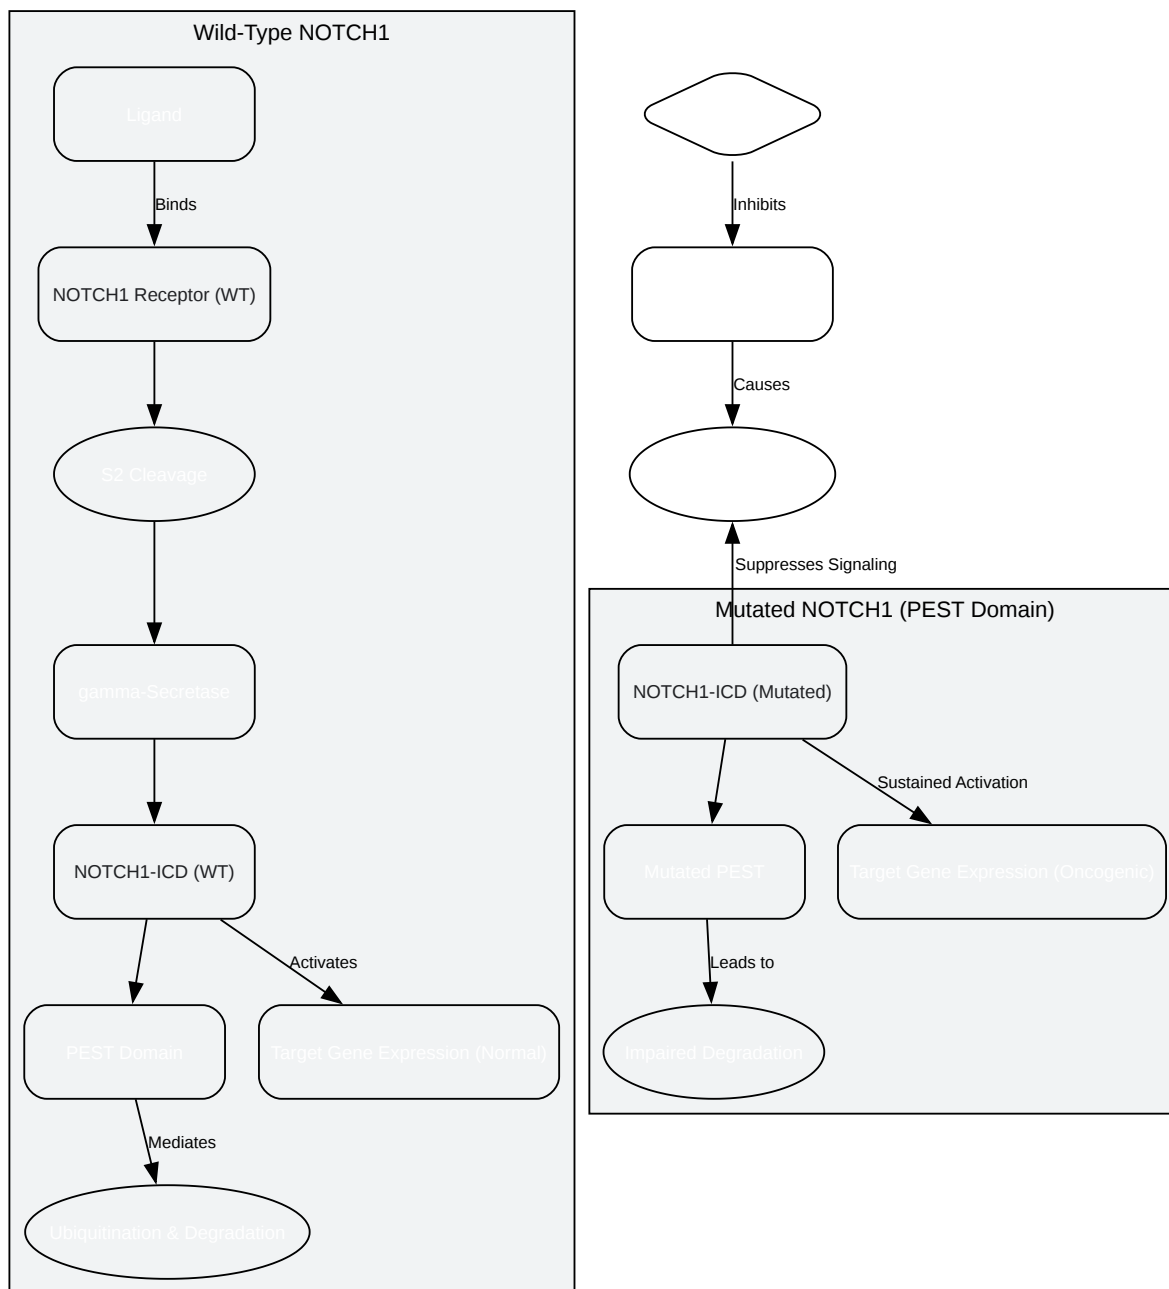 Wild-Type NOTCH1
Ligand
Binds
NOTCH1 Receptor (WT)
S2 Cleavage
gamma-Secretase
NOTCH1-ICD (WT)
Activates
PEST Domain
Target Gene Expression (Normal)
Mediates
Ubiquitination & Degradation
Inhibits
Causes
Suppresses Signaling
Mutated NOTCH1 (PEST Domain)
NOTCH1-ICD (Mutated)
Sustained Activation
Mutated PEST
Target Gene Expression (Oncogenic)
Leads to
Impaired Degradation